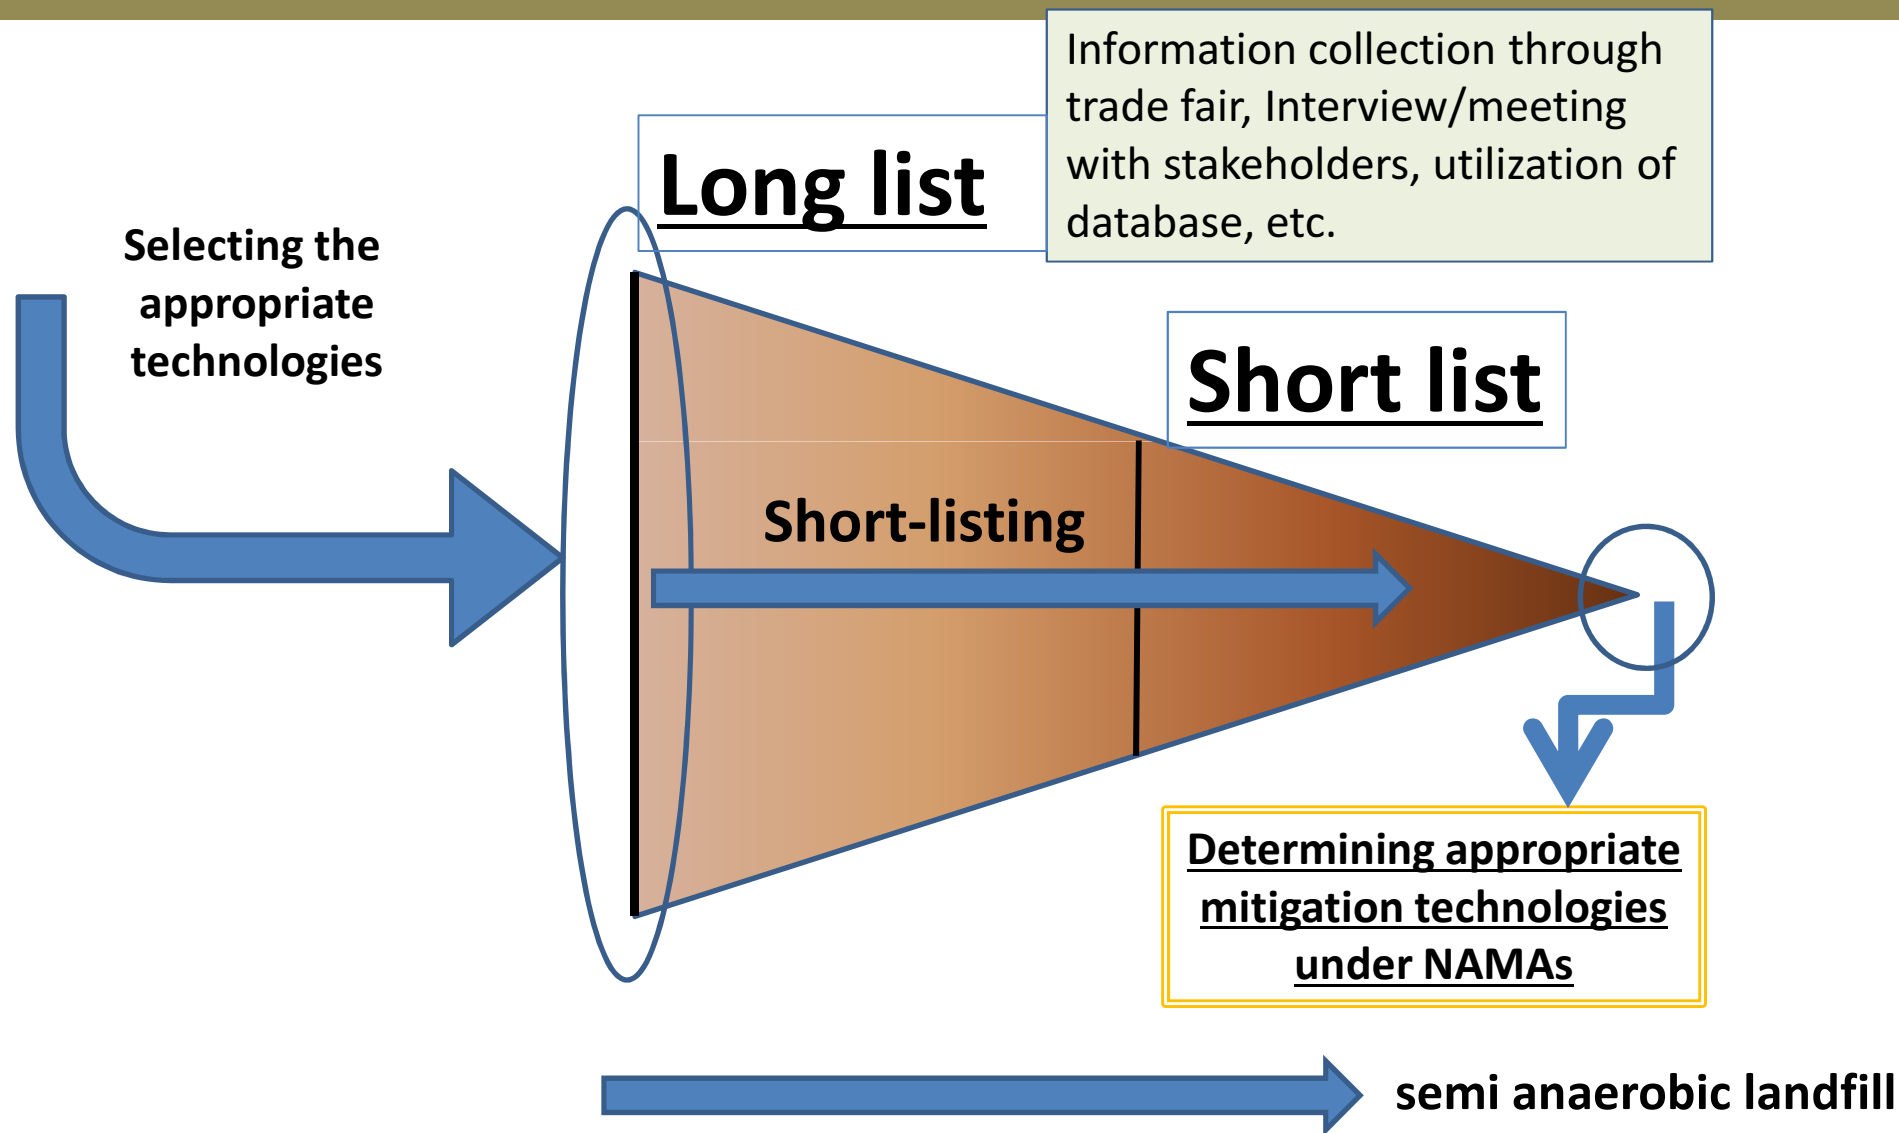 Information collection through
trade fair, Interview/meeting
with stakeholders, utilization of
database, etc.
Long list
Selecting the
appropriate
technologies
Short list
Short-listing
Determining appropriate
mitigation technologies
under NAMAs
semi anaerobic landfill